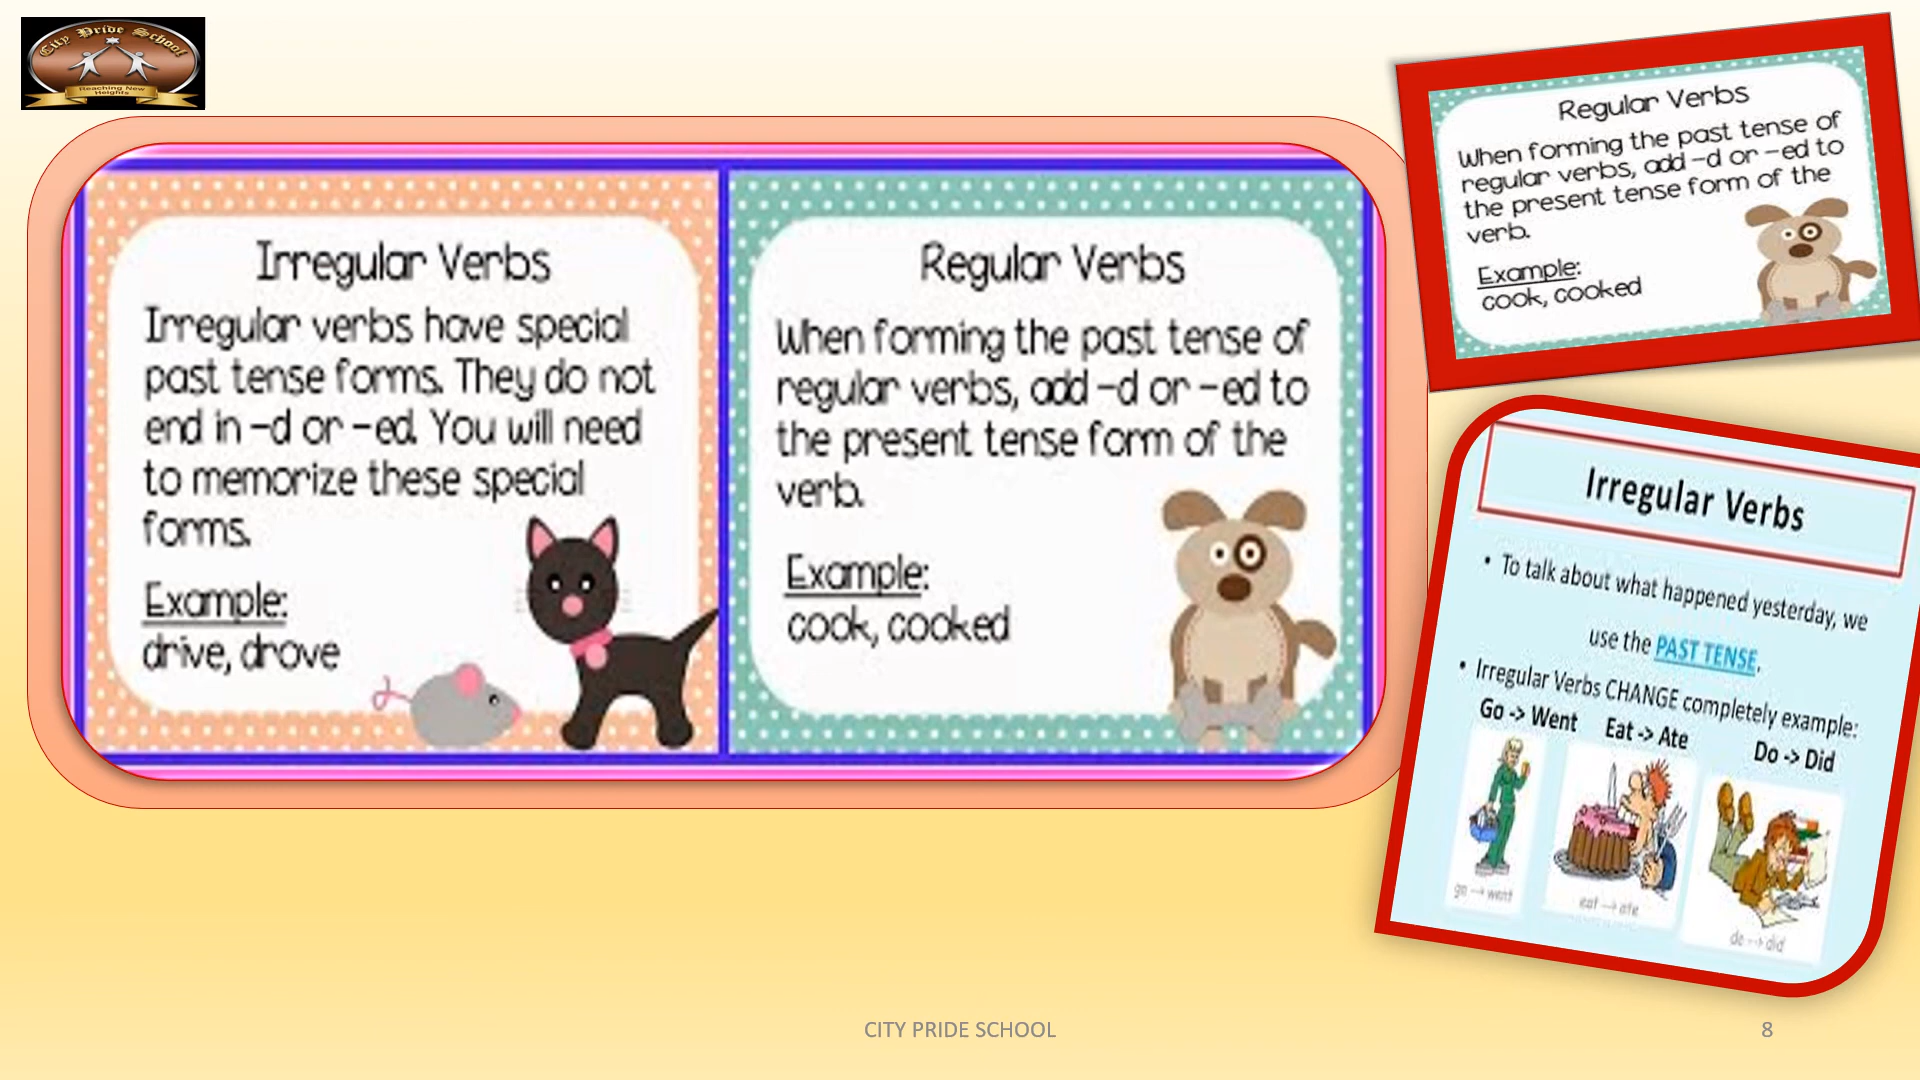 City Pride School
Reaching New
Heights
Irregular Verbs
Irregular verbs have special
past tense forms. They do not
end in –d or –ed. You will need
to memorize these special
forms.
Example:
drive, drove
Regular Verbs
When forming the past tense of
regular verbs, add –d or –ed to
the present tense form of the
verb.
Example:
cook, cooked
Regular Verbs
When forming the past tense of
regular verbs, add –d or –ed to
the present tense form of the
verb.
Example:
cook, cooked
Irregular Verbs
• To talk about what happened yesterday, we
use the PAST TENSE.
• Irregular Verbs CHANGE completely example:
Go -> Went Eat -> Ate Do -> Did
go → went
eat → ate
do → did
CITY PRIDE SCHOOL
8